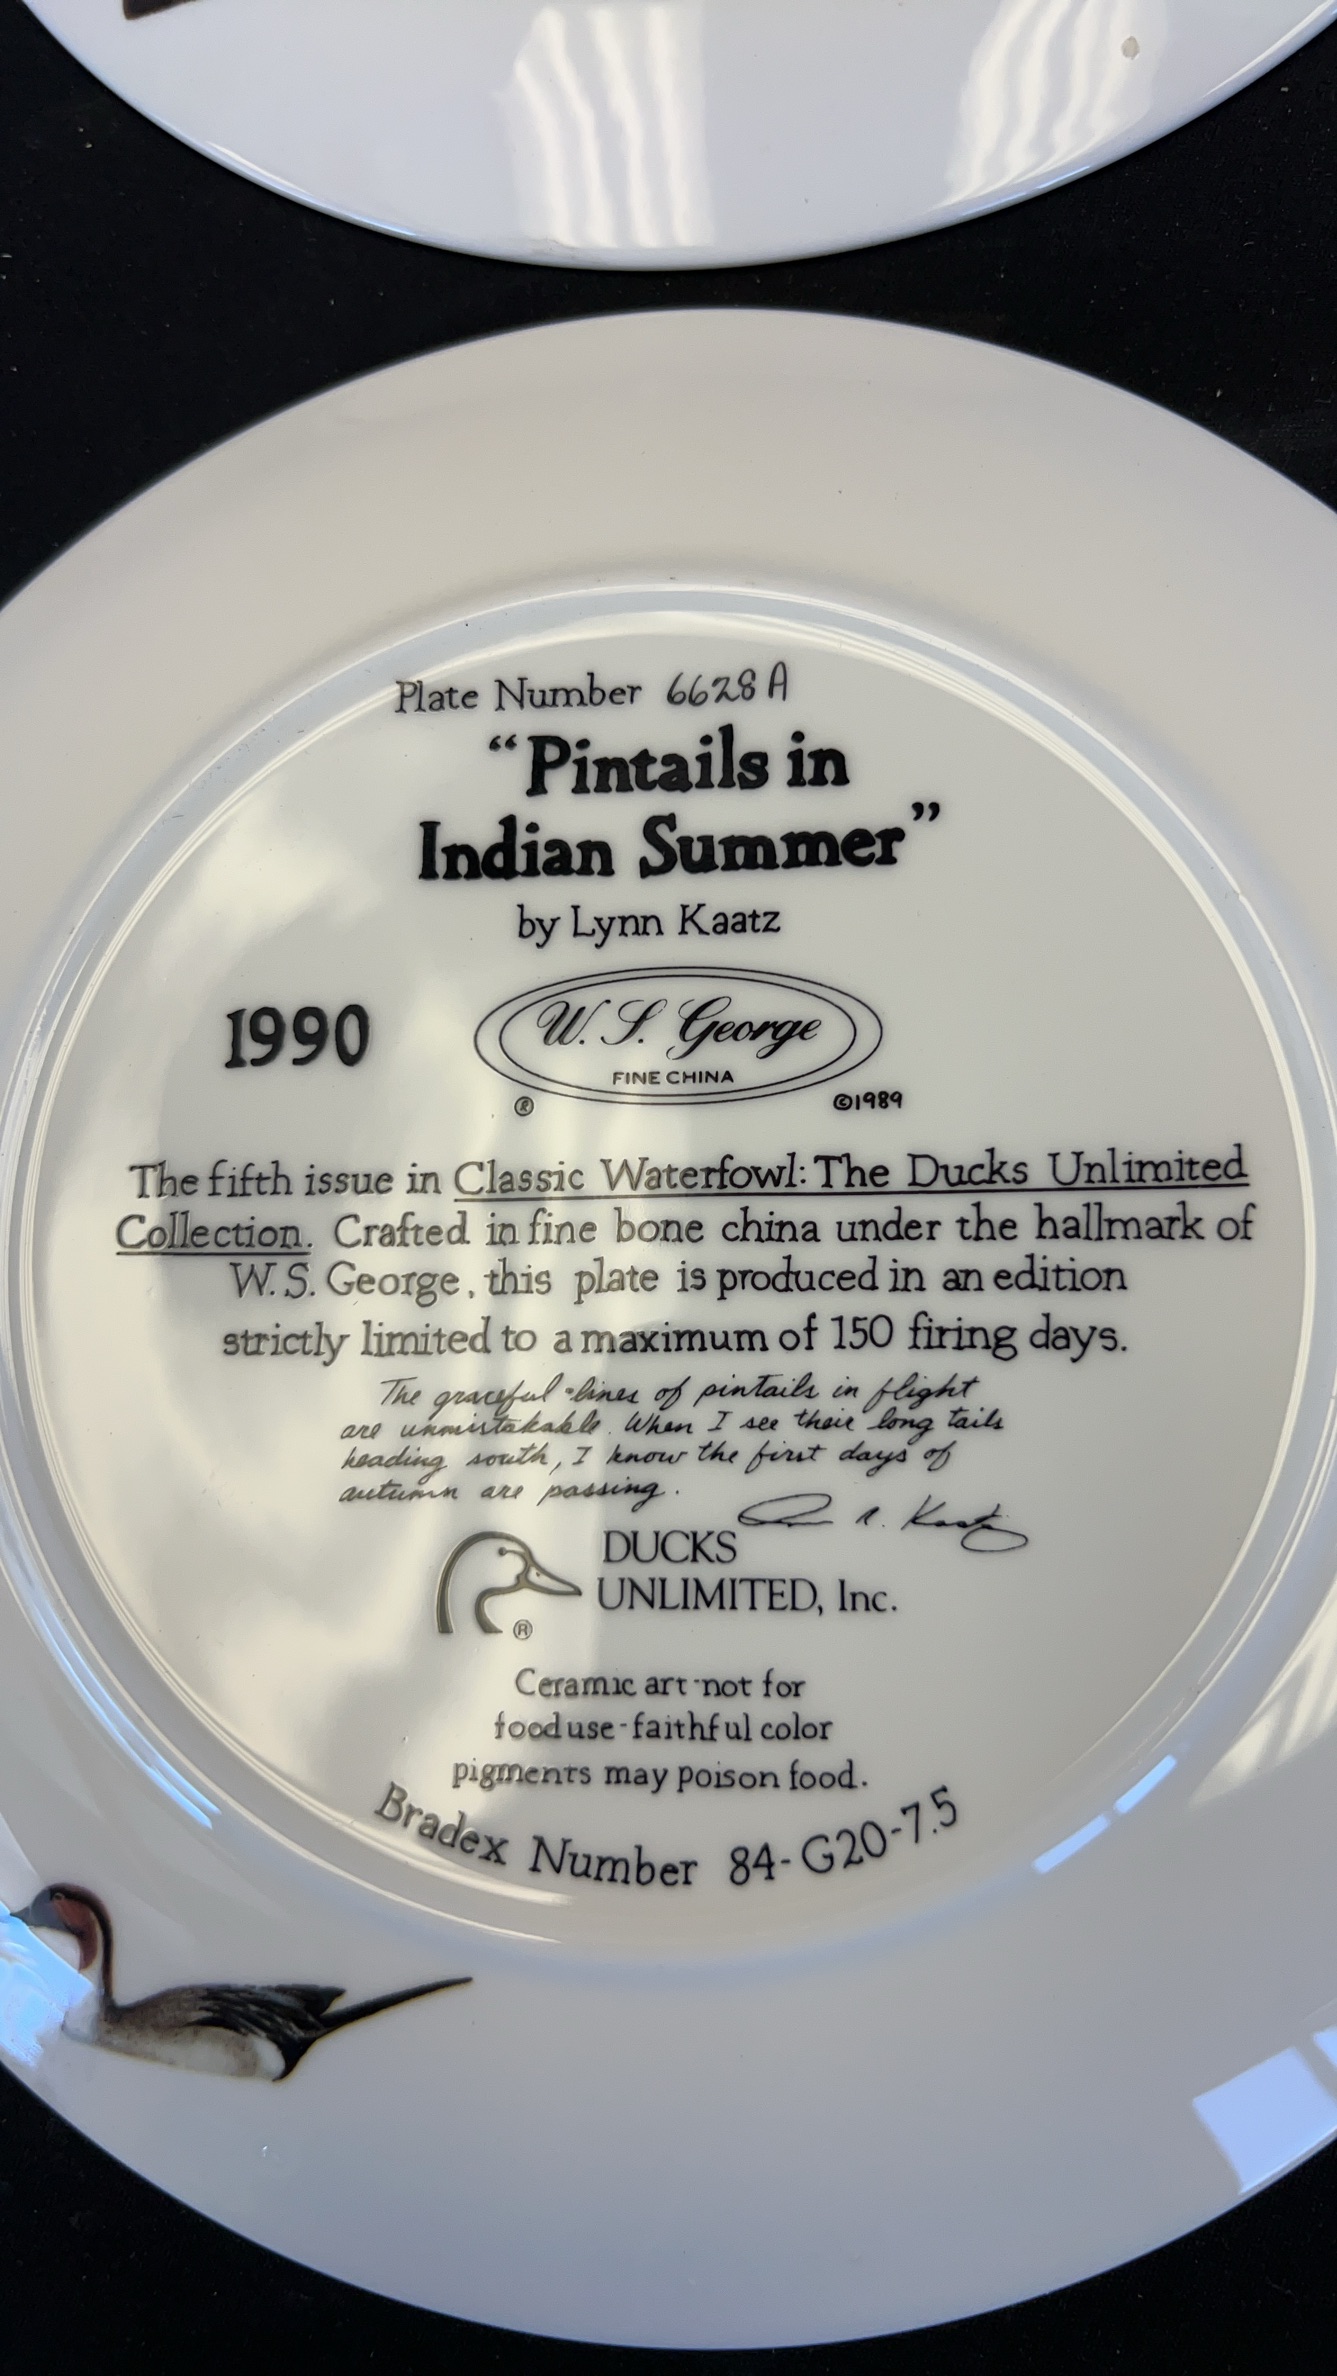 Plate Number 6628A
"Pintails in
Indian Summer"
by Lynn Kaatz
1990
W. S. George
FINE CHINA
® ©1989
The fifth issue in Classic Waterfowl: The Ducks Unlimited
Collection. Crafted in fine bone china under the hallmark of
W.S. George, this plate is produced in an edition
strictly limited to a maximum of 150 firing days.
The graceful lines of pintails in flight
are unmistakable. When I see their long tails
heading south, I know the first days of
autumn are passing.
R. Kaatz
DUCKS
UNLIMITED, Inc.
®
Ceramic art-not for
food use-faithful color
pigments may poison food.
Bradex Number 84-G20-7.5